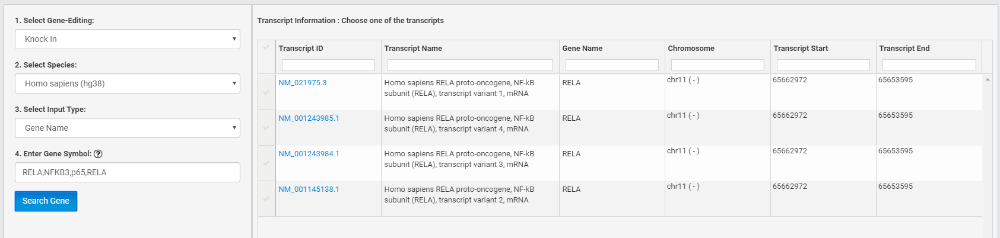 1. Select Gene-Editing:
Knock In
2. Select Species:
Homo sapiens (hg38)
3. Select Input Type:
Gene Name
4. Enter Gene Symbol: ?
RELA,NFKB3,p65,RELA
Search Gene
Transcript Information : Choose one of the transcripts
Transcript ID Transcript Name Gene Name Chromosome Transcript Start Transcript End
NM_021975.3 Homo sapiens RELA proto-oncogene, NF-kB RELA chr11 ( - ) 65662972 65653595
subunit (RELA), transcript variant 1, mRNA
NM_001243985.1 Homo sapiens RELA proto-oncogene, NF-kB RELA chr11 ( - ) 65662972 65653595
subunit (RELA), transcript variant 4, mRNA
NM_001243984.1 Homo sapiens RELA proto-oncogene, NF-kB RELA chr11 ( - ) 65662972 65653595
subunit (RELA), transcript variant 3, mRNA
NM_001145138.1 Homo sapiens RELA proto-oncogene, NF-kB RELA chr11 ( - ) 65662972 65653595
subunit (RELA), transcript variant 2, mRNA